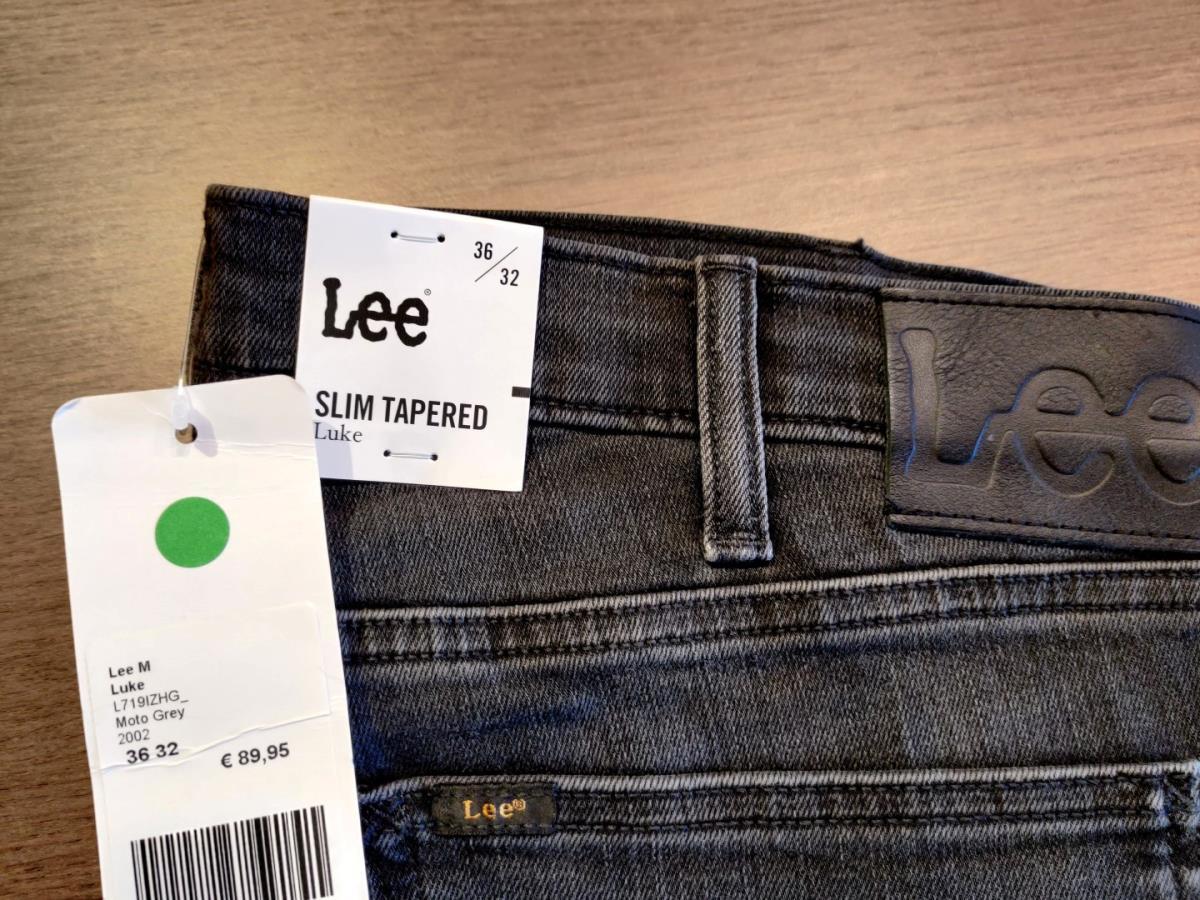 36
32
Lee®
SLIM TAPERED
Luke
Lee
Lee M
Luke
L719IZHG_
Moto Grey
2002
36 32
€ 89,95
Lee®